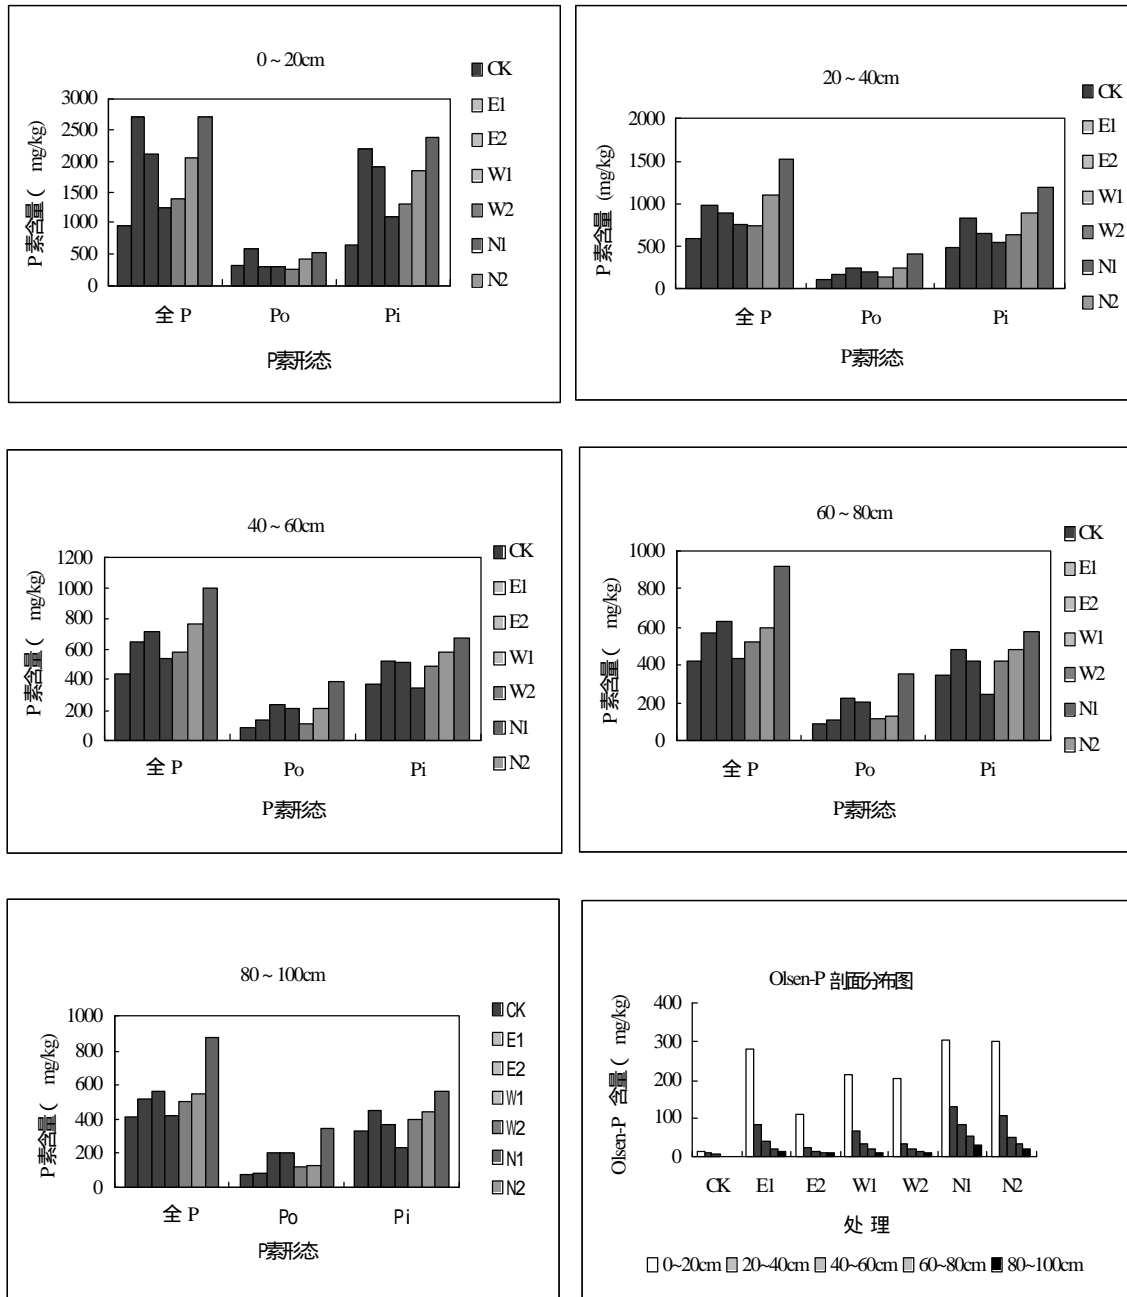 0～20cm
P素含量（ mg/kg)
3000
2500
2000
1500
1000
500
0
全 P Po Pi
P素形态
CK
E1
E2
W1
W2
N1
N2
20～40cm
P素含量 (mg/kg)
2000
1500
1000
500
0
全 P Po Pi
P素形态
CK
E1
E2
W1
W2
N1
N2
40～60cm
P素含量（ mg/kg)
1200
1000
800
600
400
200
0
全 P Po Pi
P素形态
CK
E1
E2
W1
W2
N1
N2
60～80cm
P素含量（ mg/kg)
1000
800
600
400
200
0
全 P Po Pi
P素形态
CK
E1
E2
W1
W2
N1
N2
80～100cm
P素含量（ mg/kg)
1000
800
600
400
200
0
全 P Po Pi
P素形态
CK
E1
E2
W1
W2
N1
N2
Olsen-P 剖面分布图
Olsen-P 含量（ mg/kg)
400
300
200
100
0
CK E1 E2 W1 W2 N1 N2
处 理
0~20cm 20~40cm 40~60cm 60~80cm 80~100cm